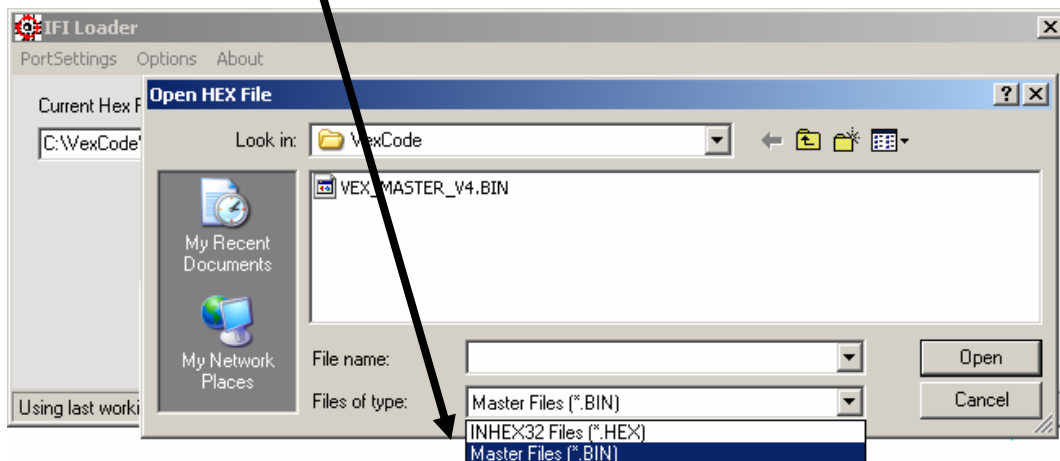 IFI Loader
PortSettings Options About
Current Hex F
C:\VexCode'
Open HEX File
Look in: VexCode
VEX_MASTER_V4.BIN
My Recent
Documents
My Network
Places
File name:
Open
Files of type: Master Files (*.BIN)
Cancel
INHEX32 Files (*.HEX)
Master Files (*.BIN)
Using last worki